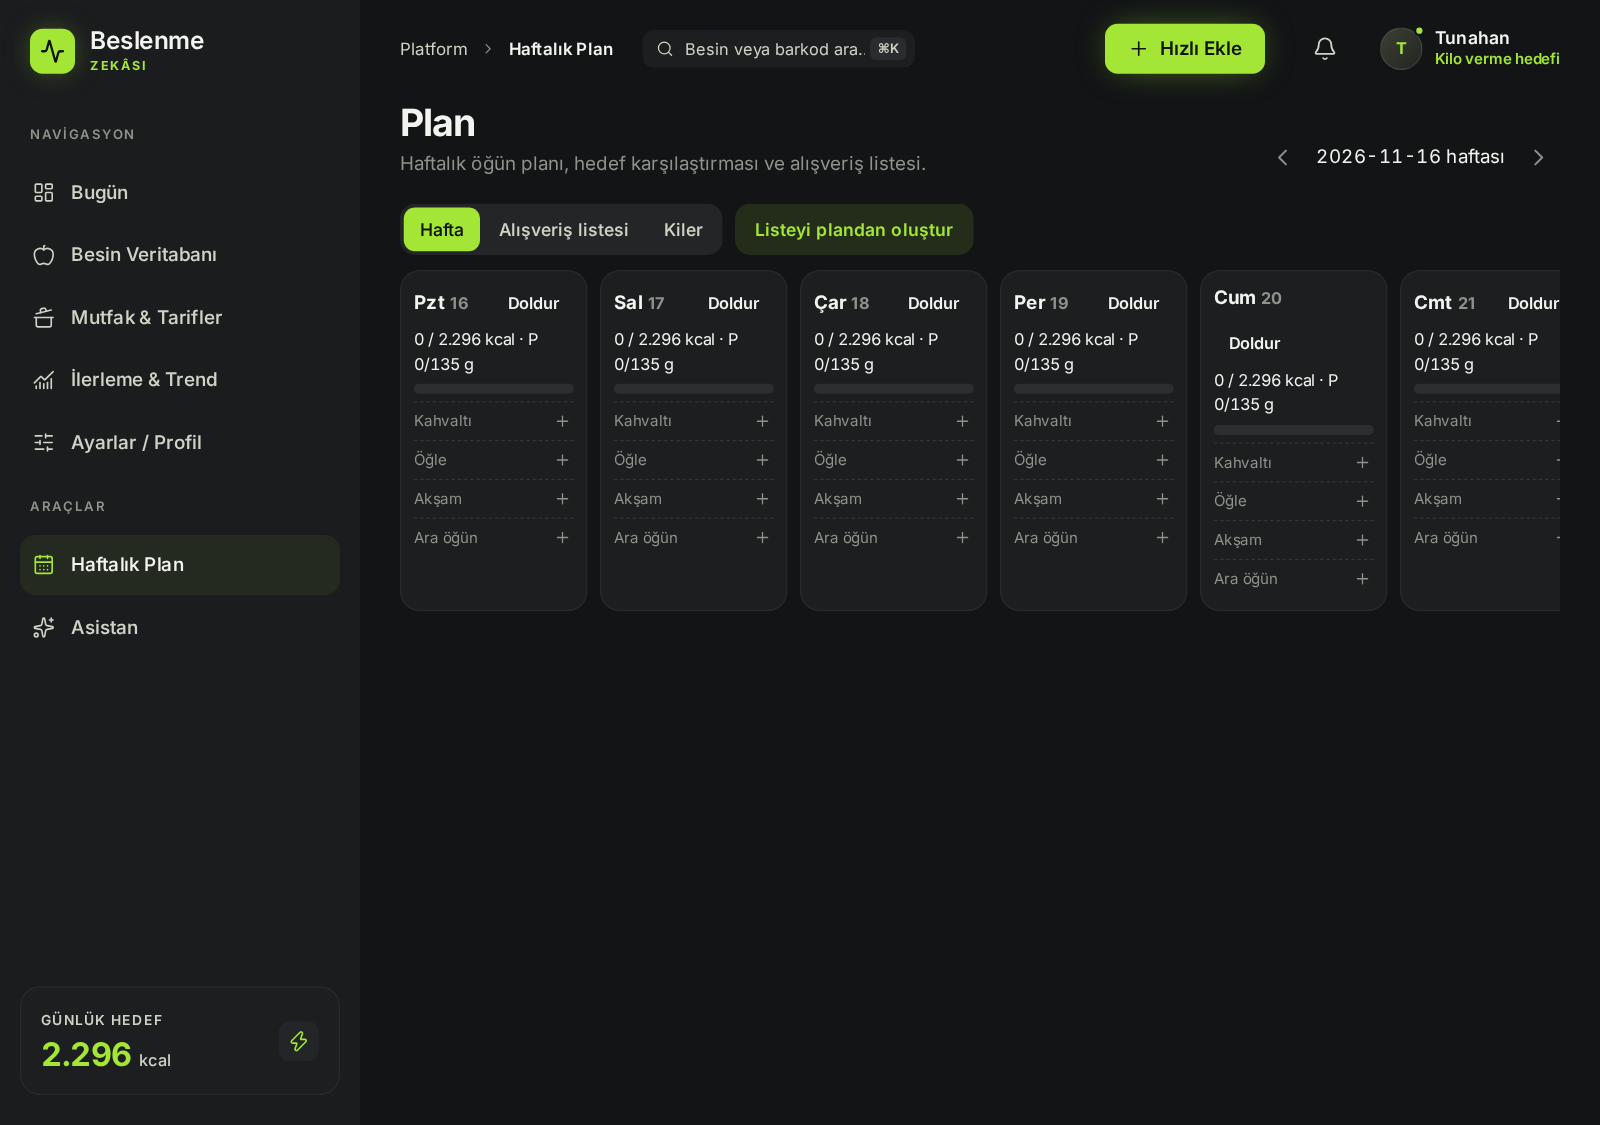 Beslenme
ZEKÂSI
NAVİGASYON
Bugün
Besin Veritabanı
Mutfak & Tarifler
İlerleme & Trend
Ayarlar / Profil
ARAÇLAR
Haftalık Plan
Asistan
GÜNLÜK HEDEF
2.296 kcal
Platform > Haftalık Plan
Besin veya barkod ara.. ⌘K
+ Hızlı Ekle
T
Tunahan
Kilo verme hedefi
Plan
Haftalık öğün planı, hedef karşılaştırması ve alışveriş listesi.
2026-11-16 haftası
Hafta Alışveriş listesi Kiler Listeyi plandan oluştur
Pzt 16 Doldur
0 / 2.296 kcal · P
0/135 g
Kahvaltı +
Öğle +
Akşam +
Ara öğün +
Sal 17 Doldur
0 / 2.296 kcal · P
0/135 g
Kahvaltı +
Öğle +
Akşam +
Ara öğün +
Çar 18 Doldur
0 / 2.296 kcal · P
0/135 g
Kahvaltı +
Öğle +
Akşam +
Ara öğün +
Per 19 Doldur
0 / 2.296 kcal · P
0/135 g
Kahvaltı +
Öğle +
Akşam +
Ara öğün +
Cum 20
Doldur
0 / 2.296 kcal · P
0/135 g
Kahvaltı +
Öğle +
Akşam +
Ara öğün +
Cmt 21 Doldur
0 / 2.296 kcal · P
0/135 g
Kahvaltı
Öğle
Akşam
Ara öğün